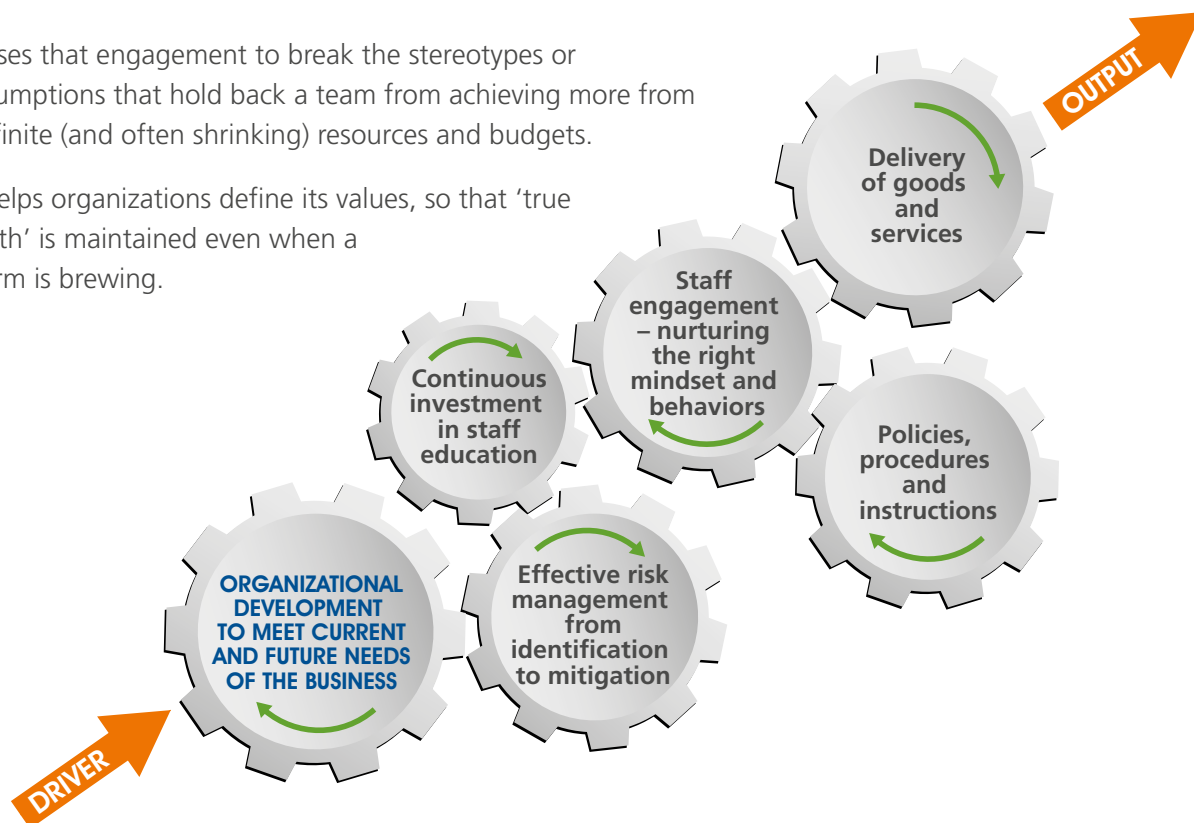 ses that engagement to break the stereotypes or
umptions that hold back a team from achieving more from
finite (and often shrinking) resources and budgets.
elps organizations define its values, so that ‘true
th’ is maintained even when a
rm is brewing.
OUTPUT
Delivery
of goods
and
services
Staff
engagement
– nurturing
the right
mindset and
behaviors
Continuous
investment
in staff
education
Policies,
procedures
and
instructions
Effective risk
management
from
identification
to mitigation
ORGANIZATIONAL
DEVELOPMENT
TO MEET CURRENT
AND FUTURE NEEDS
OF THE BUSINESS
DRIVER